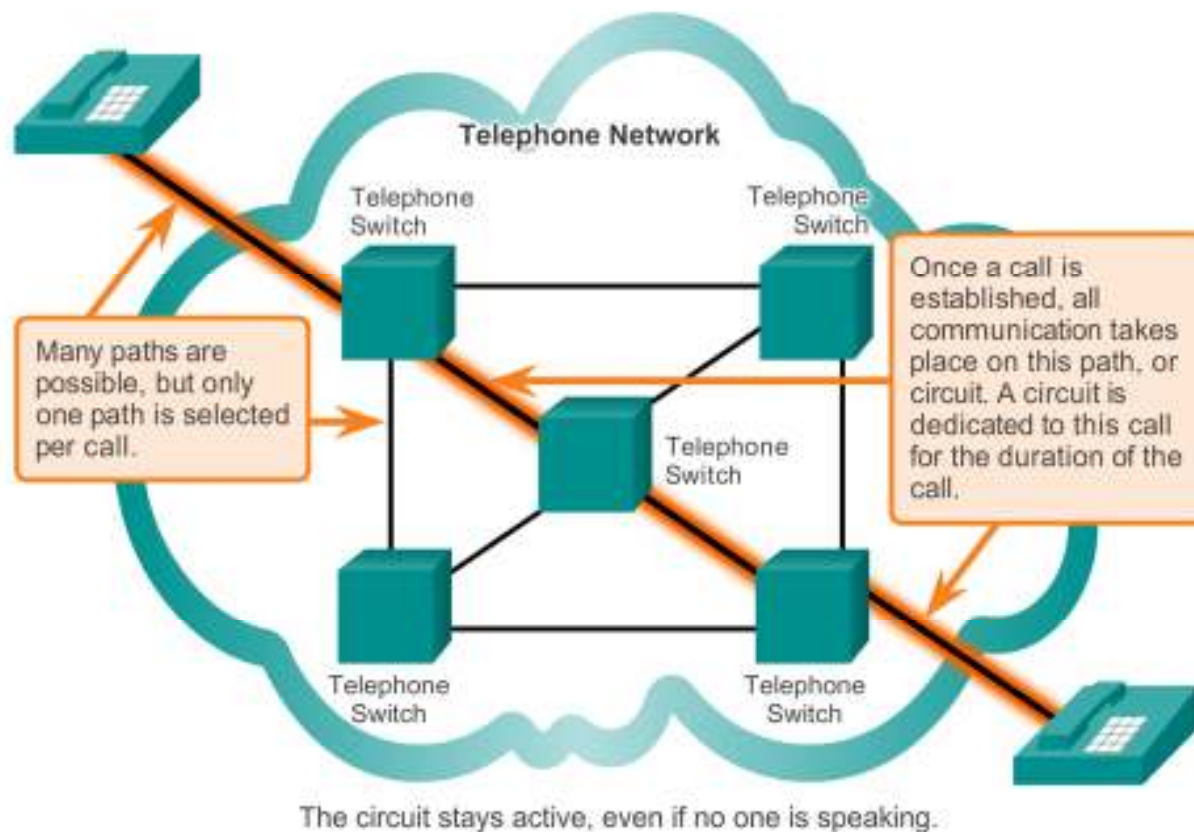 Telephone Network
Telephone
Switch
Telephone
Switch
Many paths are
possible, but only
one path is selected
per call.
Once a call is
established, all
communication takes
place on this path, or
circuit. A circuit is
dedicated to this call
for the duration of the
call.
Telephone
Switch
Telephone
Switch
Telephone
Switch
The circuit stays active, even if no one is speaking.